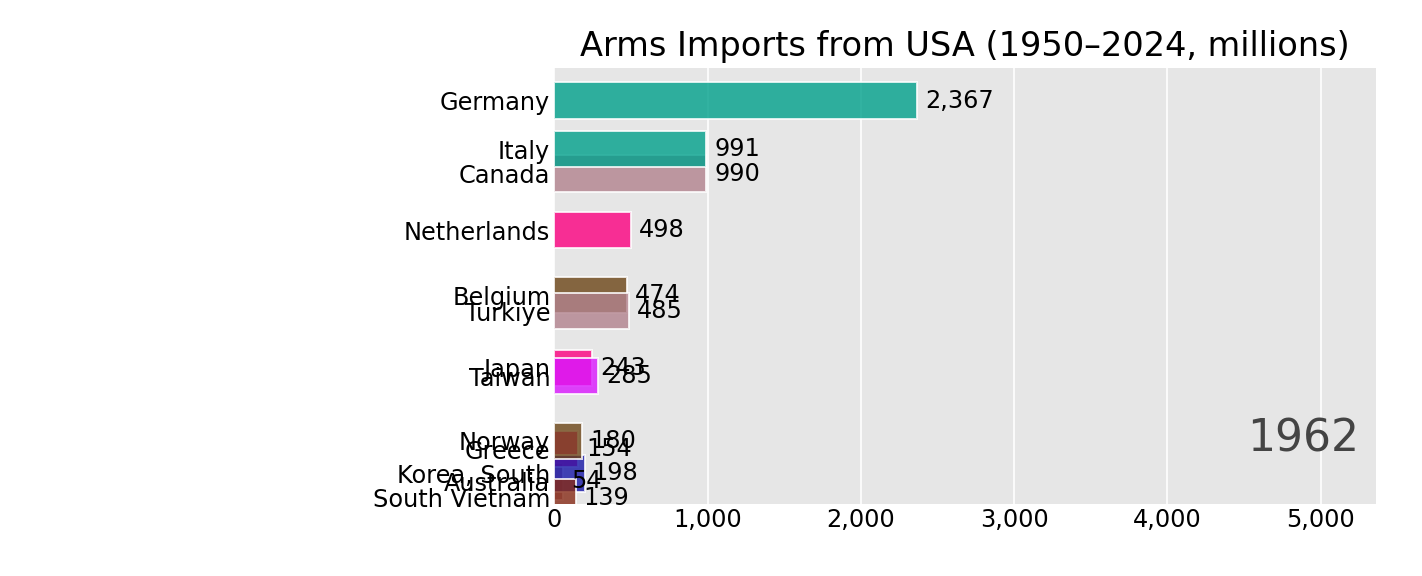 Arms Imports from USA (1950–2024, millions)
Germany 2,367
Italy 991
Canada 990
Netherlands 498
Belgium 474
Türkiye 485
Japan 243
Taiwan 285
Norway 180
Greece 154
Korea, South 198
Australia 54
South Vietnam 139
1962
0 1,000 2,000 3,000 4,000 5,000